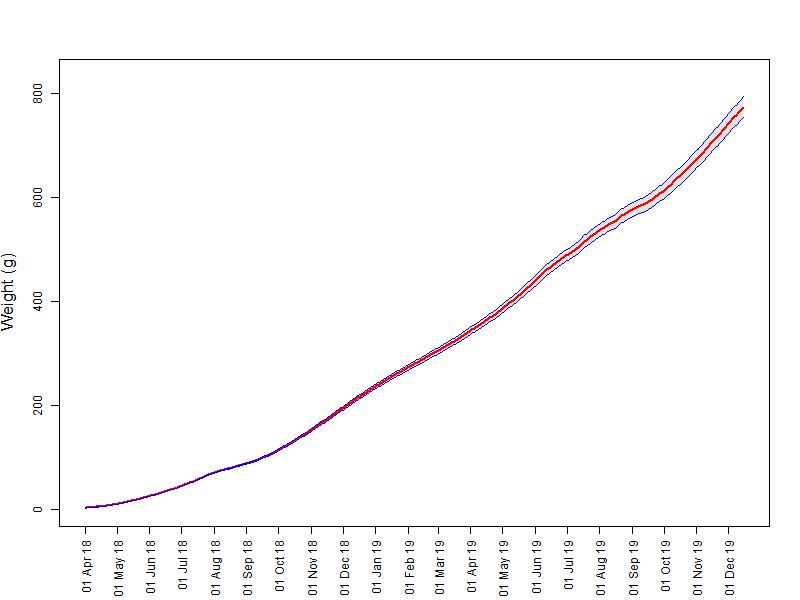 Weight (g)
800
600
400
200
0
01 Apr 18
01 May 18
01 Jun 18
01 Jul 18
01 Aug 18
01 Sep 18
01 Oct 18
01 Nov 18
01 Dec 18
01 Jan 19
01 Feb 19
01 Mar 19
01 Apr 19
01 May 19
01 Jun 19
01 Jul 19
01 Aug 19
01 Sep 19
01 Oct 19
01 Nov 19
01 Dec 19